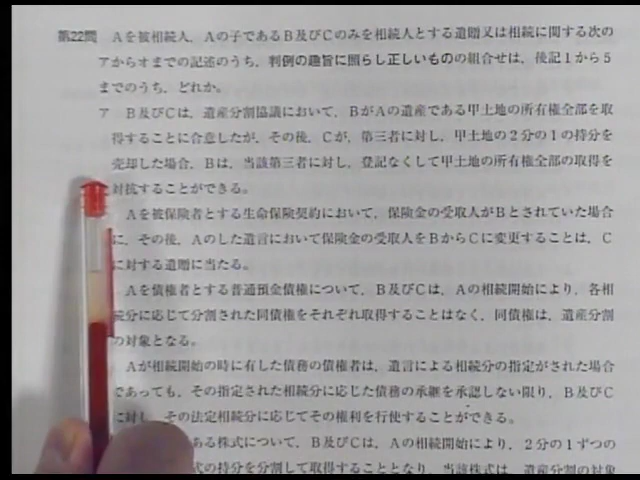 第22問 Aを被相続人，Aの子であるB及びCのみを相続人とする遺贈又は相続に関する次の
アからオまでの記述のうち，判例の趣旨に照らし正しいものの組合せは，後記1から5
までのうち，どれか。
ア B及びCは，遺産分割協議において，BがAの遺産である甲土地の所有権全部を取
得することに合意したが，その後，Cが，第三者に対し，甲土地の2分の1の持分を
売却した場合，Bは，当該第三者に対し，登記なくして甲土地の所有権全部の取得を
対抗することができる。
Aを被保険者とする生命保険契約において，保険金の受取人がBとされていた場合
に，その後，Aのした遺言において保険金の受取人をBからCに変更することは，C
に対する遺贈に当たる。
Aを債権者とする普通預金債権について，B及びCは，Aの相続開始により，各相
続分に応じて分割された同債権をそれぞれ取得することはなく，同債権は，遺産分割
の対象となる。
Aが相続開始の時に有した債務の債権者は，遺言による相続分の指定がされた場合
であっても，その指定された相続分に応じた債務の承継を承認しない限り，B及びC
に対し，その法定相続分に応じてその権利を行使することができる。
ある株式について，B及びCは，Aの相続開始により，2分の1ずつの
式の持分を分割して取得することとなり，当該株式は，遺産分割の対象